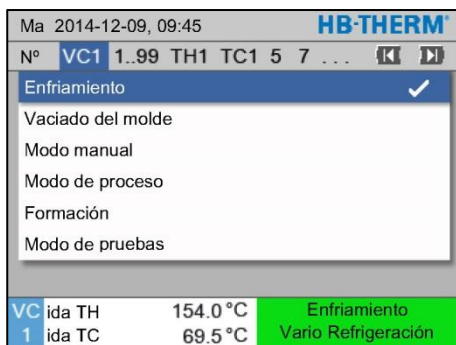 Ma 2014-12-09, 09:45 HB-THERM®
Nº VC1 1..99 TH1 TC1 5 7 ...
Enfriamiento
Vaciado del molde
Modo manual
Modo de proceso
Formación
Modo de pruebas
VC ida TH 154.0 °C Enfriamiento
1 ida TC 69.5 °C Vario Refrigeración